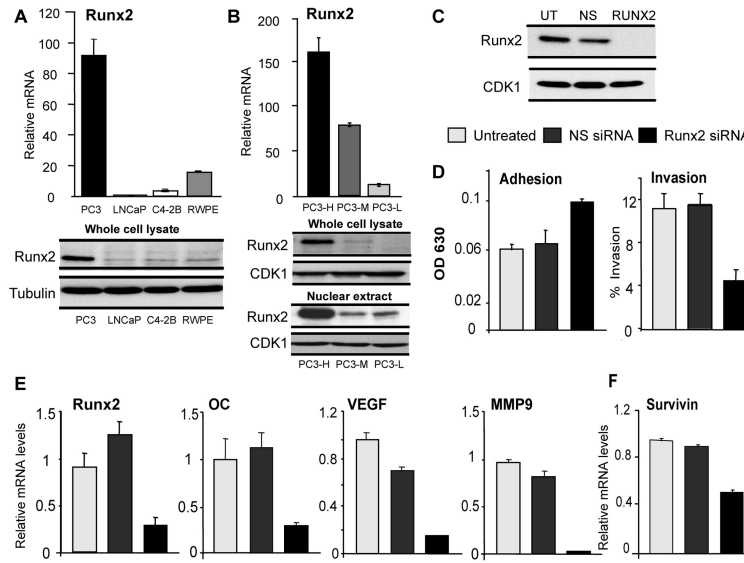 A
Runx2
Relative mRNA
120
100
80
60
40
20
0
PC3 LNCaP C4-2B RWPE
Whole cell lysate
Runx2
Tubulin
PC3 LNCaP C4-2B RWPE
B
Runx2
Relative mRNA
200
150
100
50
0
PC3-H PC3-M PC3-L
Whole cell lysate
Runx2
CDK1
Nuclear extract
Runx2
CDK1
PC3-H PC3-M PC3-L
C
UT NS RUNX2
Runx2
CDK1
Untreated NS siRNA Runx2 siRNA
D
Adhesion
OD 630
0.1
0.06
0.02
0
Invasion
% Invasion
12
8
4
0
E
Relative mRNA levels
Runx2
1.5
1
0.5
0
OC
1.5
1
0.5
0
VEGF
1.2
0.8
0.4
0
MMP9
1.5
1
0.5
0
F
Survivin
Relative mRNA levels
1.2
0.8
0.4
0